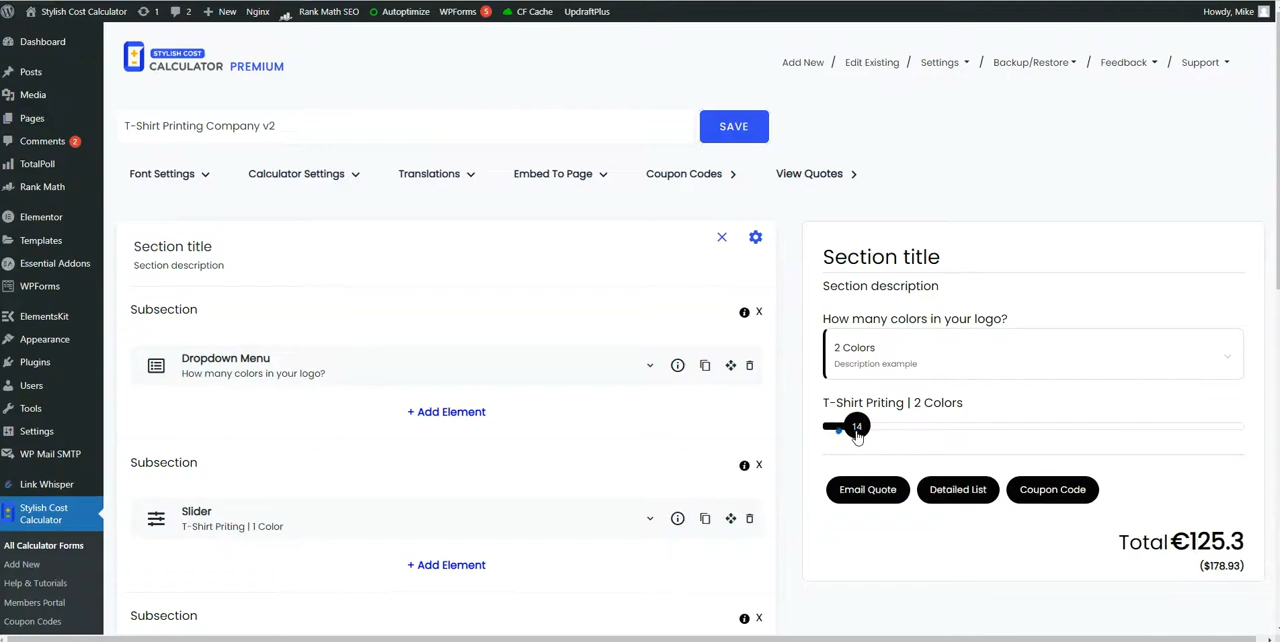 Stylish Cost Calculator 1 2 New Nginx Rank Math SEO Autoptimize WPForms 5 CF Cache UpdraftPlus Howdy, Mike
Dashboard
Posts
Media
Pages
Comments 2
TotalPoll
Rank Math
Elementor
Templates
Essential Addons
WPForms
ElementsKit
Appearance
Plugins
Users
Tools
Settings
WP Mail SMTP
Link Whisper
Stylish Cost
Calculator
All Calculator Forms
Add New
Help & Tutorials
Members Portal
Coupon Codes
STYLISH COST
CALCULATOR PREMIUM
Add New / Edit Existing / Settings / Backup/Restore / Feedback / Support
T-Shirt Printing Company v2
SAVE
Font Settings Calculator Settings Translations Embed To Page Coupon Codes View Quotes
Section title
Section description
Subsection
X
Dropdown Menu
How many colors in your logo?
+ Add Element
Subsection
X
Slider
T-Shirt Priting | 1 Color
+ Add Element
Subsection
X
Section title
Section description
How many colors in your logo?
2 Colors
Description example
T-Shirt Priting | 2 Colors
14
Email Quote Detailed List Coupon Code
Total €125.3
($178.93)